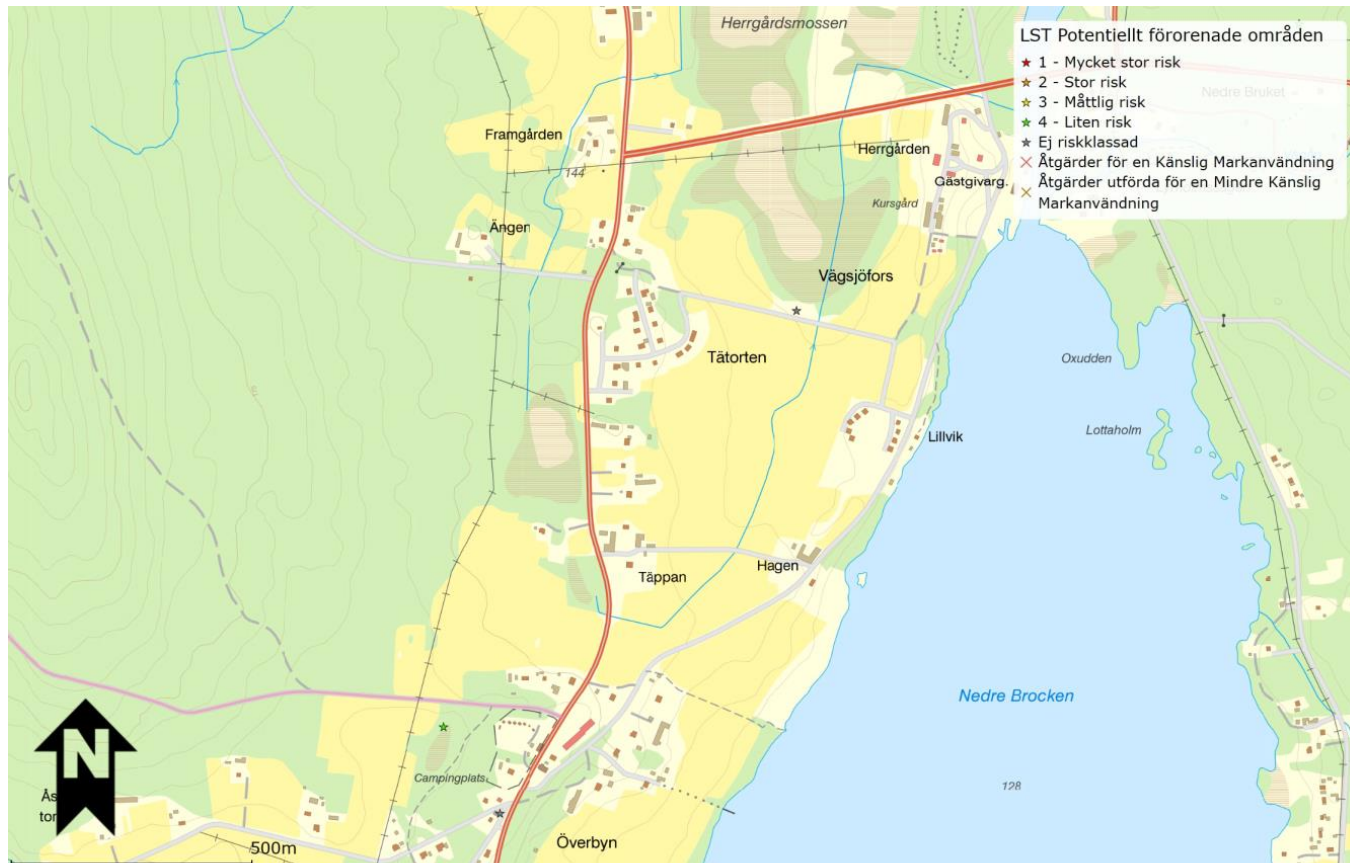 Herrgårdsmossen
LST Potentiellt förorenade områden
1 - Mycket stor risk
2 - Stor risk
3 - Måttlig risk
4 - Liten risk
Ej riskklassad
Åtgärder för en Känslig Markanvändning
Åtgärder utförda för en Mindre Känslig
Markanvändning
Nedre Bruket
Framgården
144
Herrgården
Gästgivarg.
Kursgård
Ängen
Vägsjöfors
Tätorten
Oxudden
Lottaholm
Lillvik
Täppan
Hagen
Nedre Brocken
N
Campingplats
128
Ås
tor
500m
Överbyn